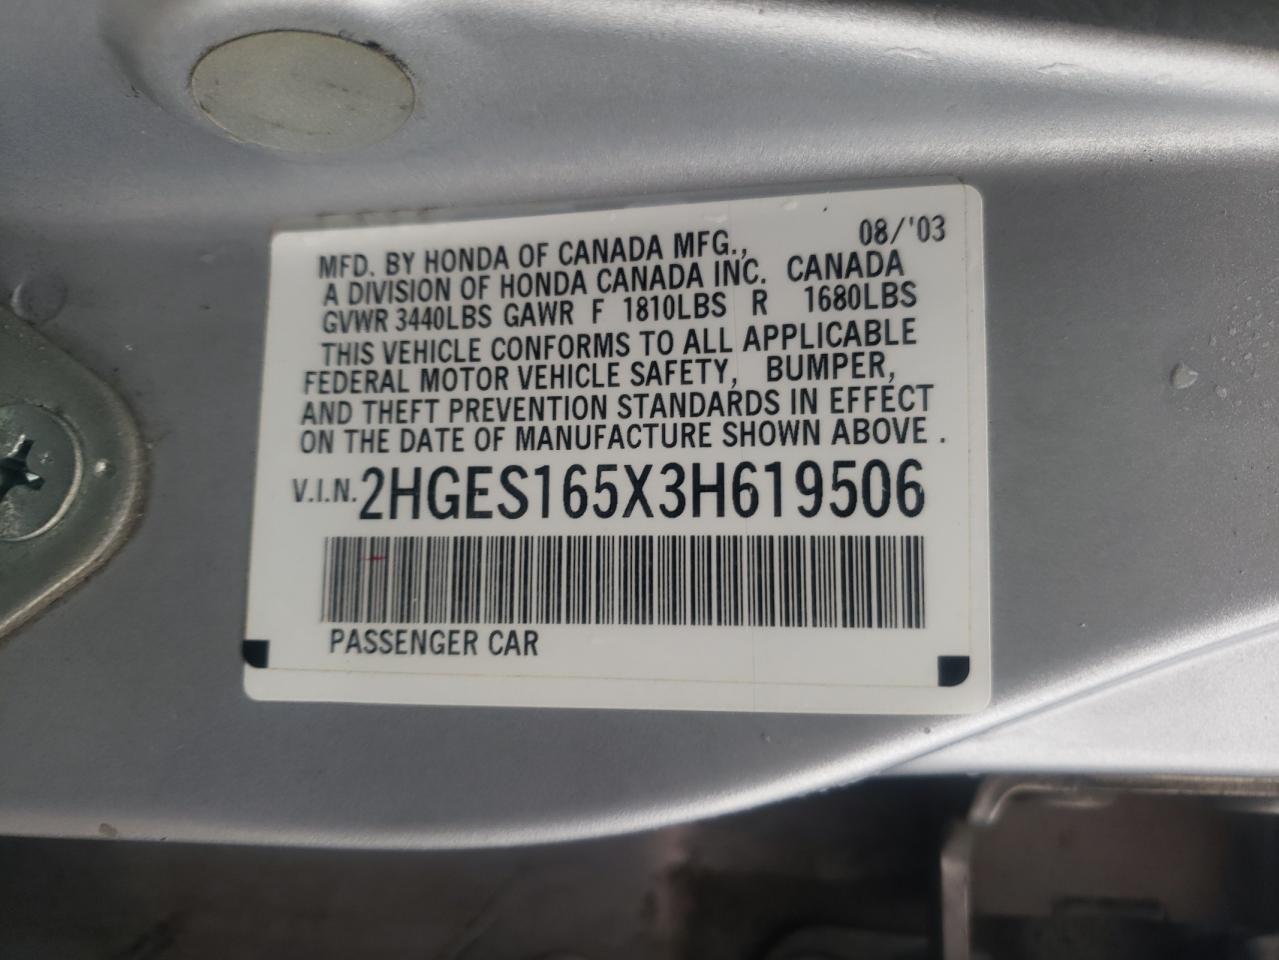 08/'03
MFD. BY HONDA OF CANADA MFG.,
A DIVISION OF HONDA CANADA INC. CANADA
GVWR 3440LBS GAWR F 1810LBS R 1680LBS
THIS VEHICLE CONFORMS TO ALL APPLICABLE
FEDERAL MOTOR VEHICLE SAFETY, BUMPER,
AND THEFT PREVENTION STANDARDS IN EFFECT
ON THE DATE OF MANUFACTURE SHOWN ABOVE .
V.I.N. 2HGES165X3H619506
PASSENGER CAR